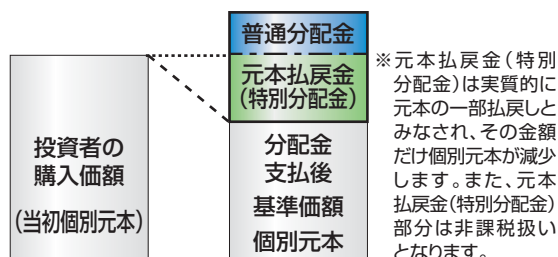 普通分配金
元本払戻金
(特別分配金)
投資者の
購入価額
(当初個別元本)
分配金
支払後
基準価額
個別元本
※元本払戻金(特別
分配金)は実質的に
元本の一部払戻しと
みなされ、その金額
だけ個別元本が減少
します。また、元本
払戻金(特別分配金)
部分は非課税扱い
となります。